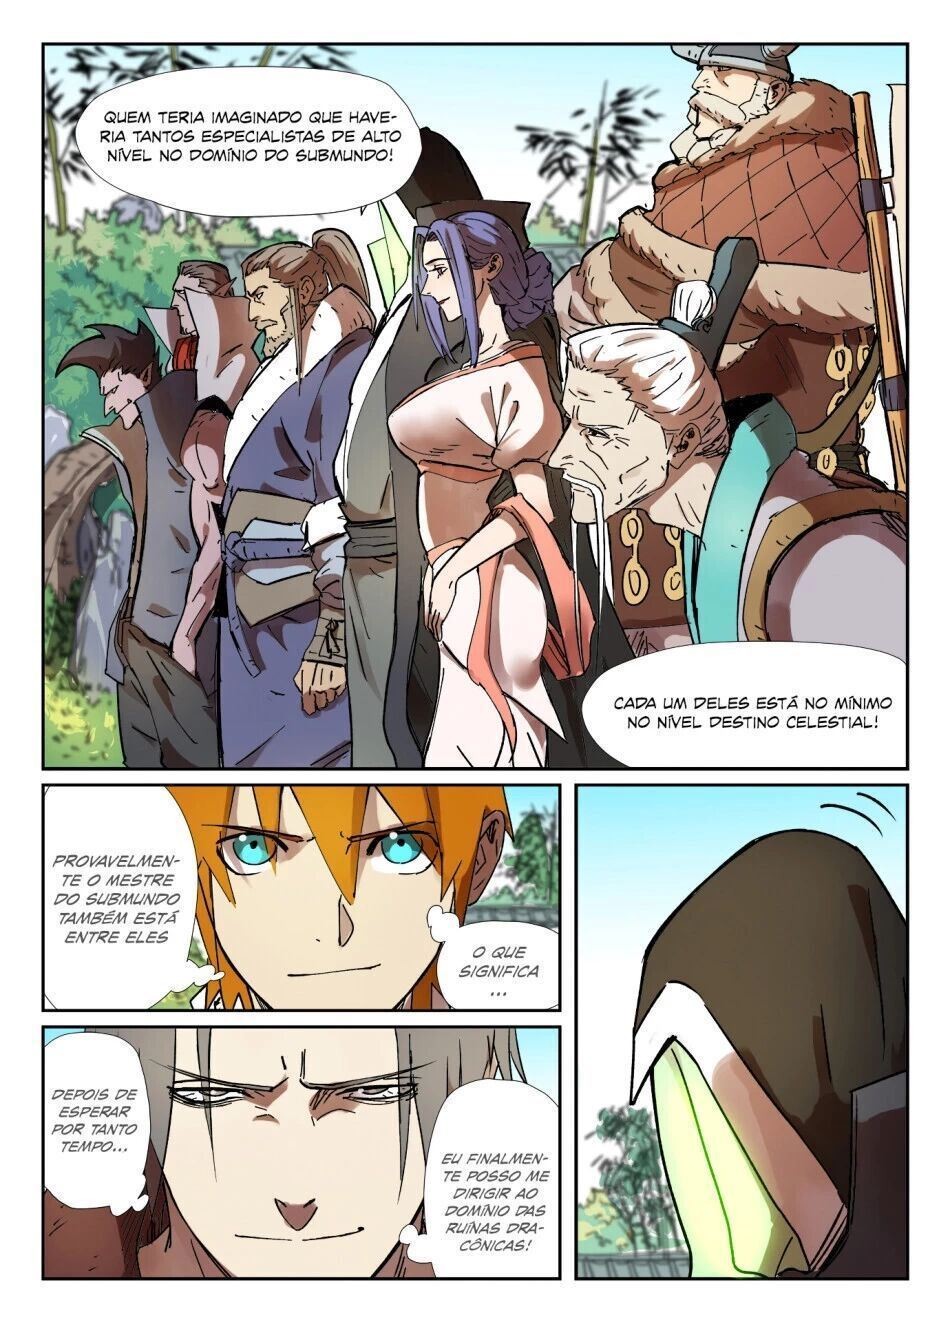 QUEM TERIA IMAGINADO QUE HAVE-
RIA TANTOS ESPECIALISTAS DE ALTO
NÍVEL NO DOMÍNIO DO SUBMUNDO!
CADA UM DELES ESTÁ NO MÍNIMO
NO NÍVEL DESTINO CELESTIAL!
PROVAVELMEN-
TE O MESTRE
DO SUBMUNDO
TAMBÉM ESTÁ
ENTRE ELES
O QUE
SIGNIFICA
...
DEPOIS DE
ESPERAR
POR TANTO
TEMPO...
EU FINALMEN-
TE POSSO ME
DIRIGIR AO
DOMÍNIO DAS
RUÍNAS DRA-
CÔNICAS!